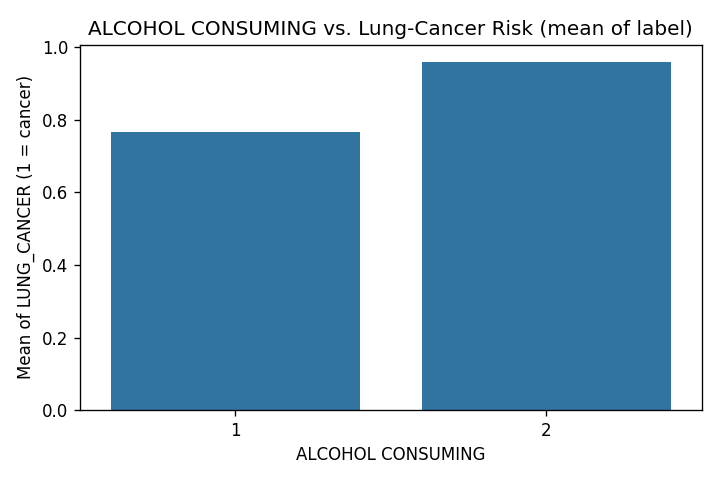 ALCOHOL CONSUMING vs. Lung-Cancer Risk (mean of label)
Mean of LUNG_CANCER (1 = cancer)
1.0
0.8
0.6
0.4
0.2
0.0
1
2
ALCOHOL CONSUMING